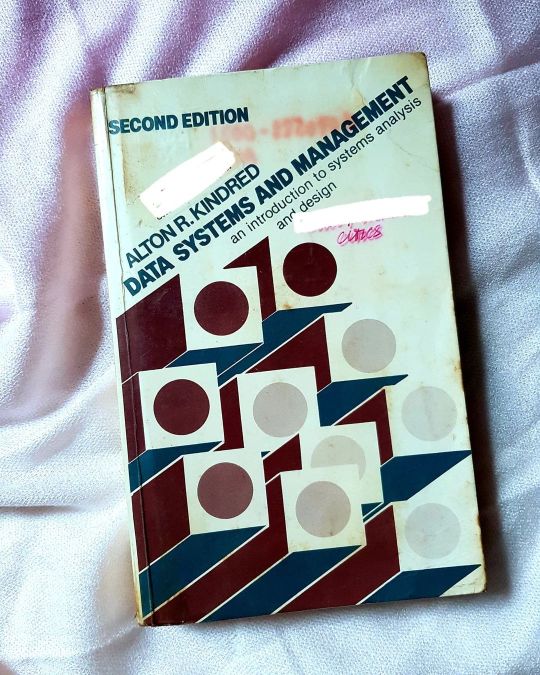 SECOND EDITION
ALTON R. KINDRED
DATA SYSTEMS AND MANAGEMENT
an introduction to systems analysis
and design